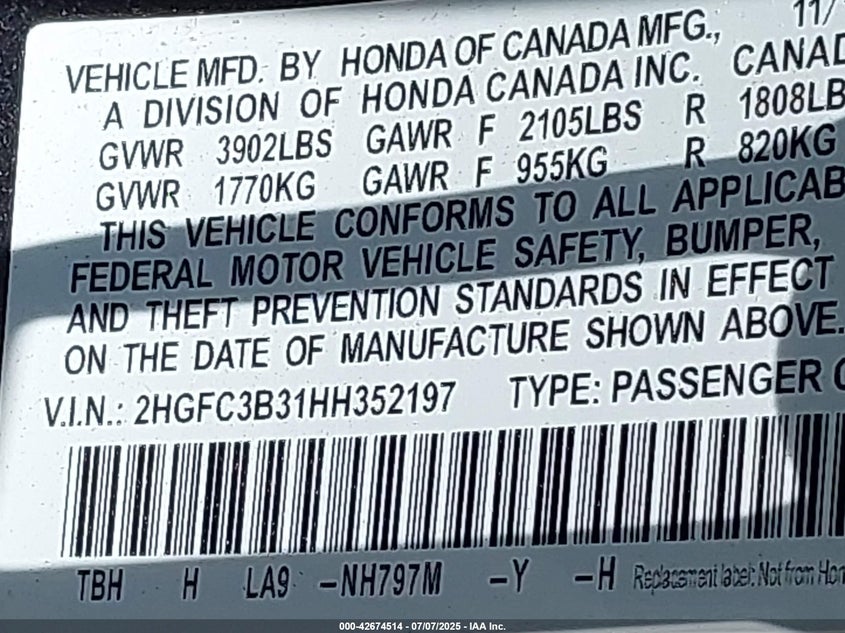 11/
VEHICLE MFD. BY HONDA OF CANADA MFG.,
A DIVISION OF HONDA CANADA INC. CANAD
GVWR 3902LBS GAWR F 2105LBS R 1808LB
GVWR 1770KG GAWR F 955KG R 820KG
THIS VEHICLE CONFORMS TO ALL APPLICAB
FEDERAL MOTOR VEHICLE SAFETY, BUMPER,
AND THEFT PREVENTION STANDARDS IN EFFECT
ON THE DATE OF MANUFACTURE SHOWN ABOVE.
V.I.N.: 2HGFC3B31HH352197 TYPE: PASSENGER C
TBH H LA9 -NH797M -Y -H Replacement label: Not from Hon
000-42674514 - 07/07/2025 - IAA Inc.